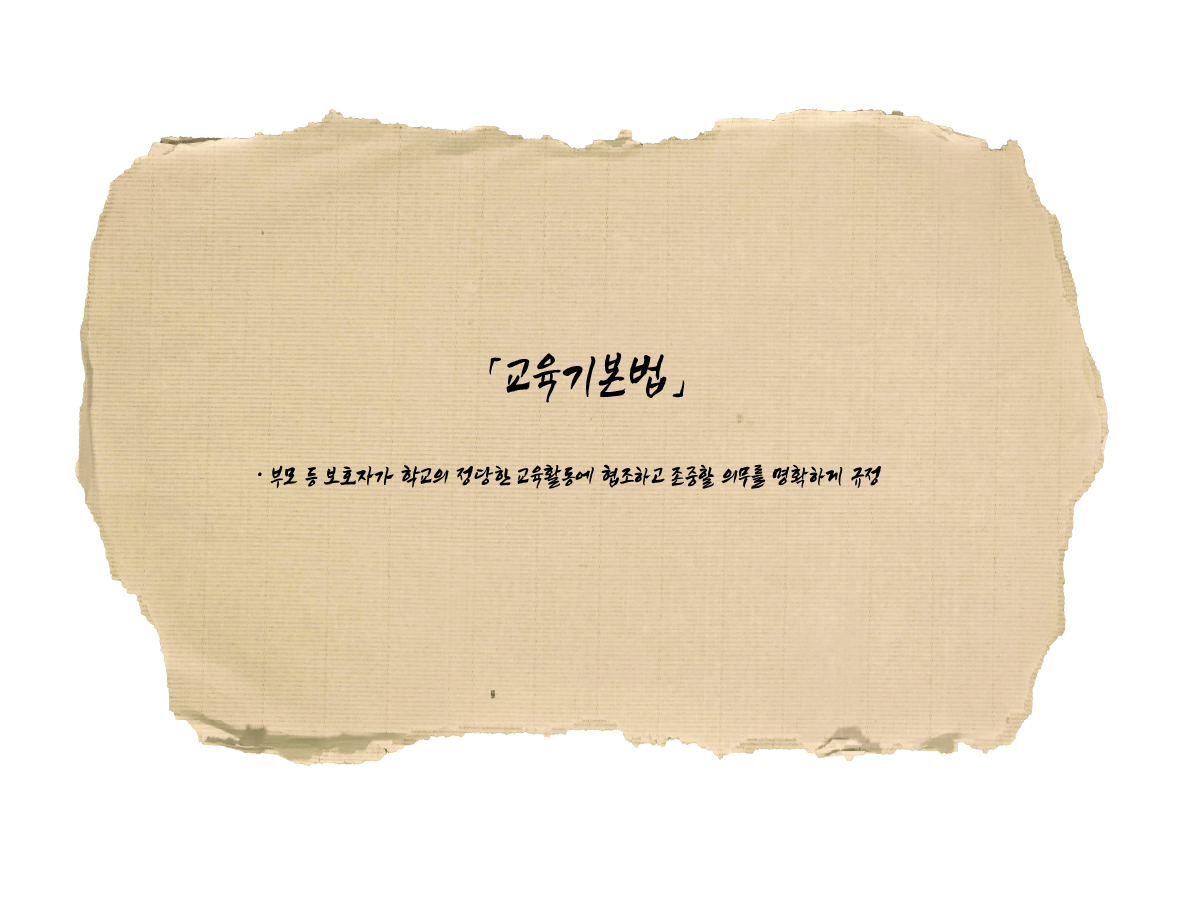 「교육기본법」
· 부모 등 보호자가 학교의 정당한 교육활동에 협조하고 존중할 의무를 명확하게 규정